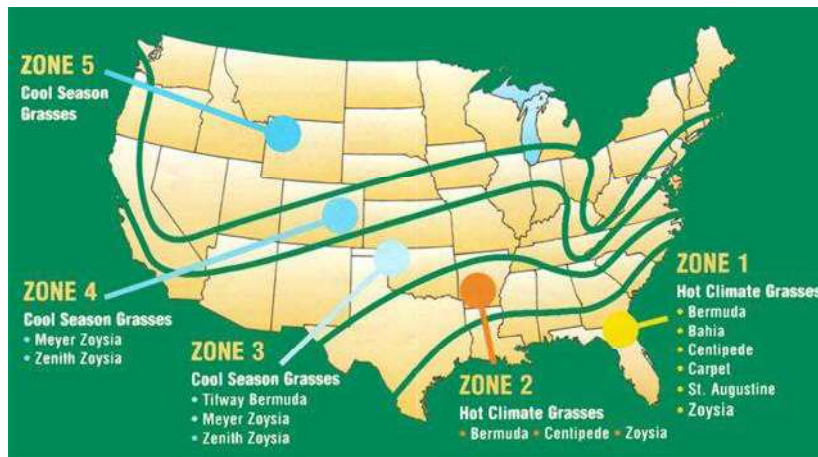 ZONE 5
Cool Season
Grasses
ZONE 4
Cool Season Grasses
• Meyer Zoysia
• Zenith Zoysia
ZONE 3
Cool Season Grasses
• Tifway Bermuda
• Meyer Zoysia
• Zenith Zoysia
ZONE 2
Hot Climate Grasses
• Bermuda • Centipede • Zoysia
ZONE 1
Hot Climate Grasses
• Bermuda
• Bahia
• Centipede
• Carpet
• St. Augustine
• Zoysia